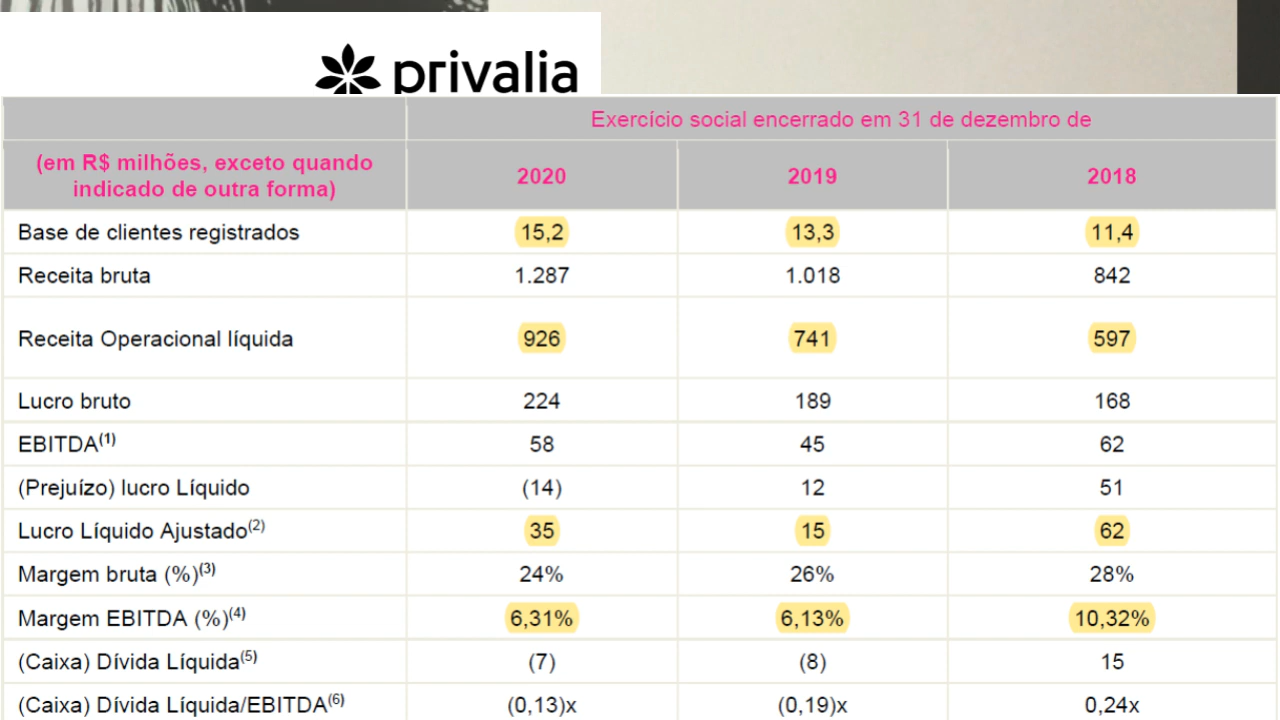 privalia
Exercício social encerrado em 31 de dezembro de
(em R$ milhões, exceto quando
indicado de outra forma)
2020 2019 2018
Base de clientes registrados 15,2 13,3 11,4
Receita bruta 1.287 1.018 842
Receita Operacional líquida 926 741 597
Lucro bruto 224 189 168
EBITDA(1) 58 45 62
(Prejuízo) lucro Líquido (14) 12 51
Lucro Líquido Ajustado(2) 35 15 62
Margem bruta (%)(3) 24% 26% 28%
Margem EBITDA (%)(4) 6,31% 6,13% 10,32%
(Caixa) Dívida Líquida(5) (7) (8) 15
(Caixa) Dívida Líquida/EBITDA(6) (0,13)x (0,19)x 0,24x